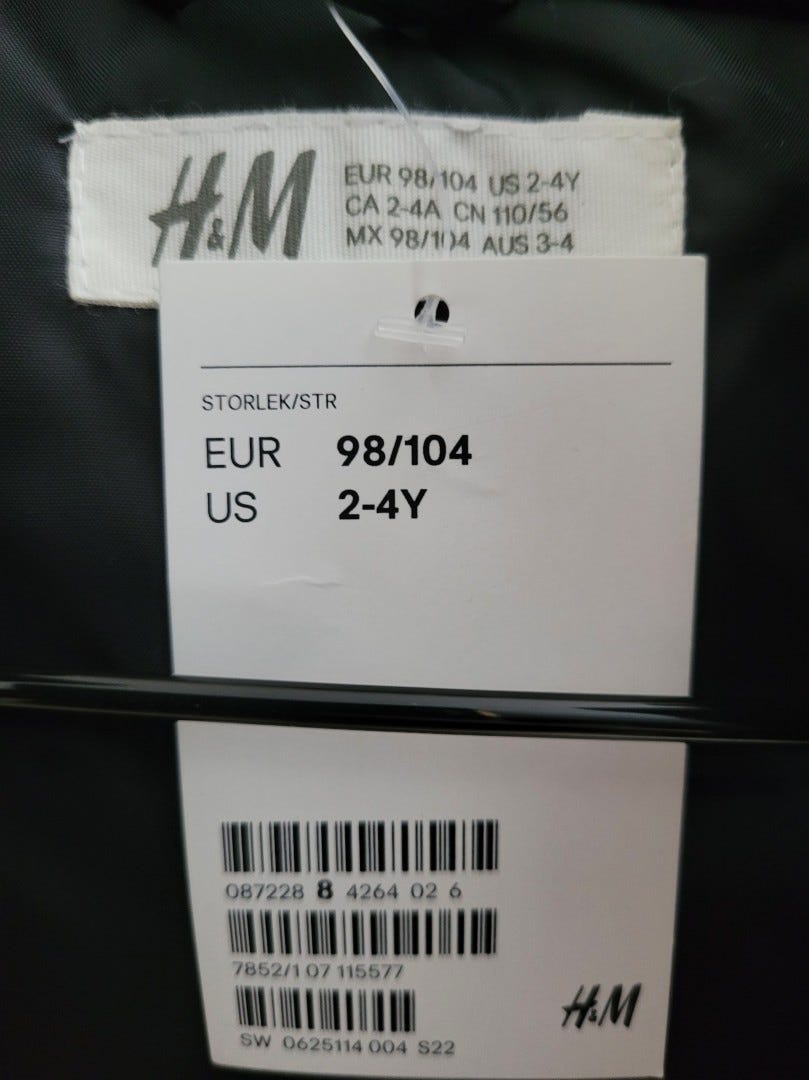 H&M
EUR 98/104 US 2-4Y
CA 2-4A CN 110/56
MX 98/104 AUS 3-4
STORLEK/STR
EUR 98/104
US 2-4Y
087228 8 4264 02 6
7852/1 07 115577
SW 0625114 004 S22
H&M